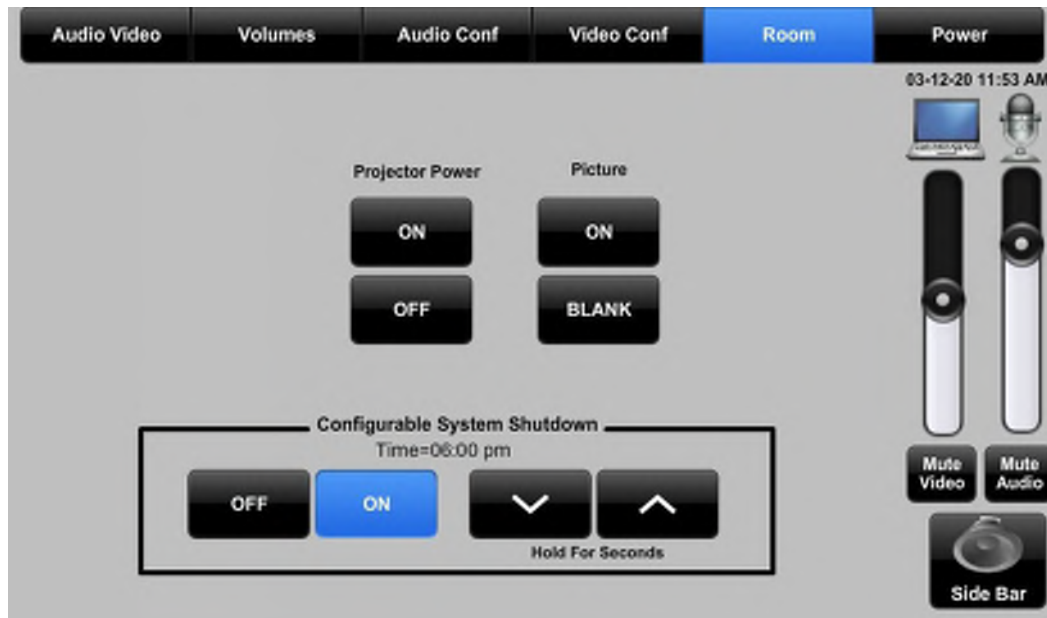 Audio Video
Volumes
Audio Conf
Video Conf
Room
Power
03-12-20 11:53 AM
Projector Power
Picture
ON
ON
OFF
BLANK
Configurable System Shutdown
Time=06:00 pm
OFF
ON
Hold For Seconds
Mute
Video
Mute
Audio
Side Bar